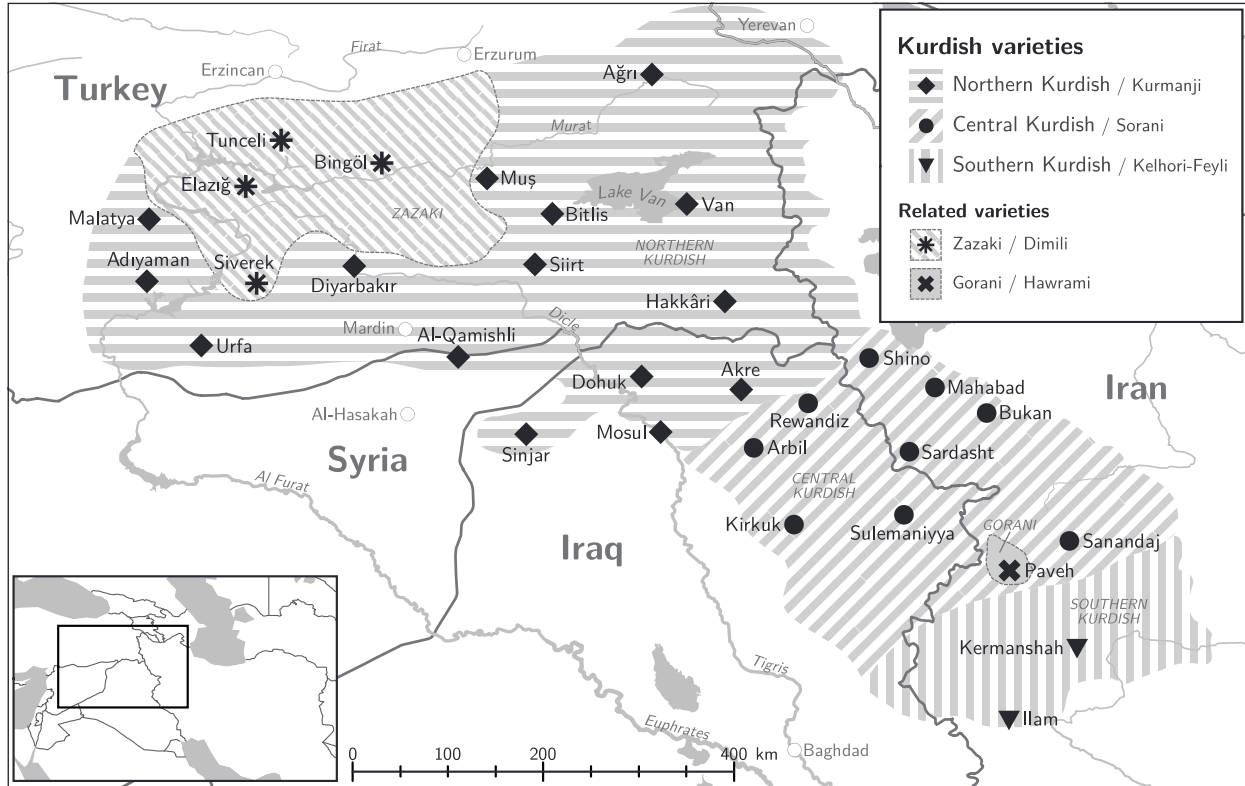 Yerevan
Kurdish varieties
Northern Kurdish / Kurmanji
Central Kurdish / Sorani
Southern Kurdish / Kelhori-Feyli
Related varieties
Zazaki / Dimili
Gorani / Hawrami
Firat
Erzurum
Erzincan
Ağrı
Turkey
Murat
Tunceli
Bingöl
Elazığ
Muş
Lake Van
Van
Malatya
ZAZAKI
Bitlis
NORTHERN
KURDISH
Adıyaman
Siverek
Siirt
Diyarbakır
Hakkâri
Dicle
Mardin
Al-Qamishli
Urfa
Shino
Akre
Dohuk
Mahabad
Iran
Al-Hasakah
Rewandiz
Bukan
Mosul
Sinjar
Arbil
Sardasht
Syria
CENTRAL
KURDISH
Al Furat
Kirkuk
Sulemaniyya
GORANI
Iraq
Sanandaj
Paveh
SOUTHERN
KURDISH
Kermanshah
Tigris
Ilam
Euphrates
Baghdad
0 100 200 400 km